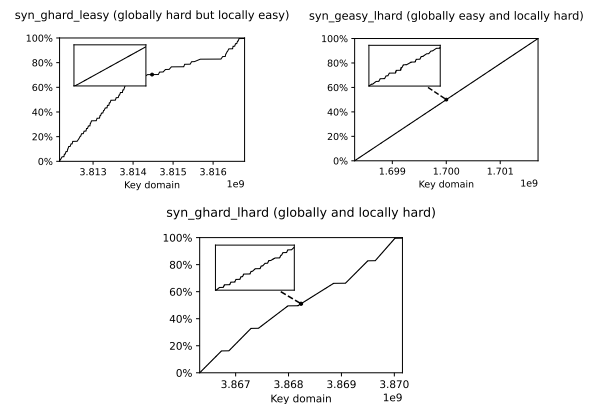 syn_ghard_leasy (globally hard but locally easy)
100%
80%
60%
40%
20%
0%
3.813 3.814 3.815 3.816
Key domain 1e9
syn_geasy_lhard (globally easy and locally hard)
100%
80%
60%
40%
20%
0%
1.699 1.700 1.701
Key domain 1e9
syn_ghard_lhard (globally and locally hard)
100%
80%
60%
40%
20%
0%
3.867 3.868 3.869 3.870
Key domain 1e9